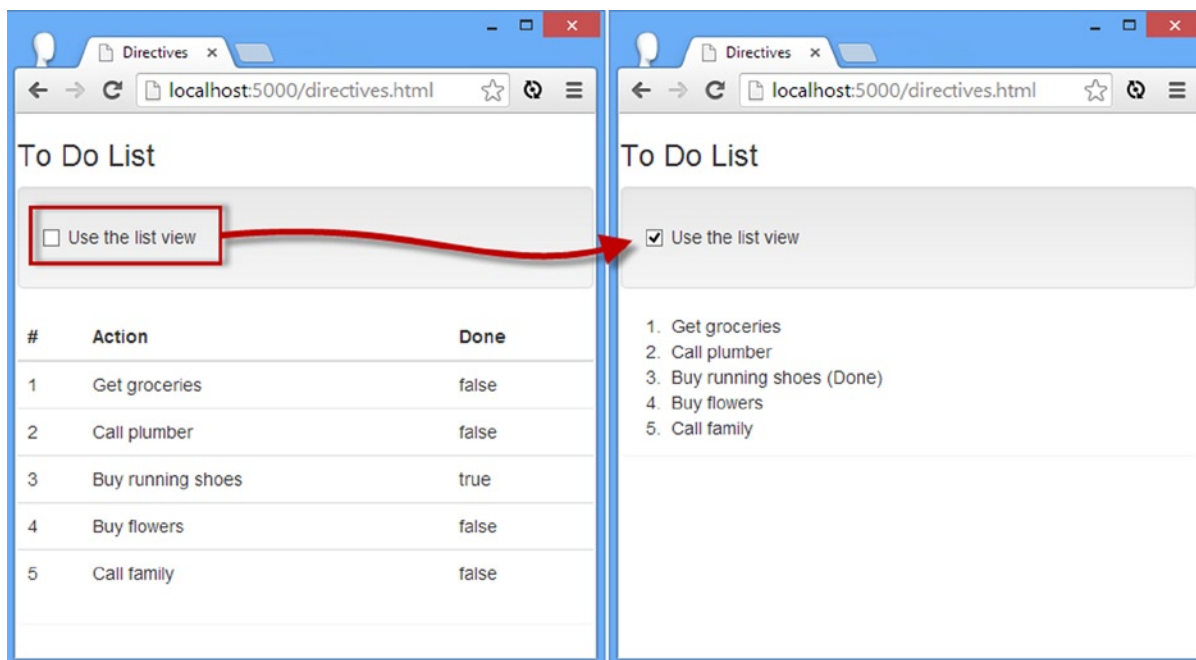 Directives
localhost:5000/directives.html
To Do List
Use the list view
# Action Done
1 Get groceries false
2 Call plumber false
3 Buy running shoes true
4 Buy flowers false
5 Call family false
Directives
localhost:5000/directives.html
To Do List
Use the list view
1. Get groceries
2. Call plumber
3. Buy running shoes (Done)
4. Buy flowers
5. Call family